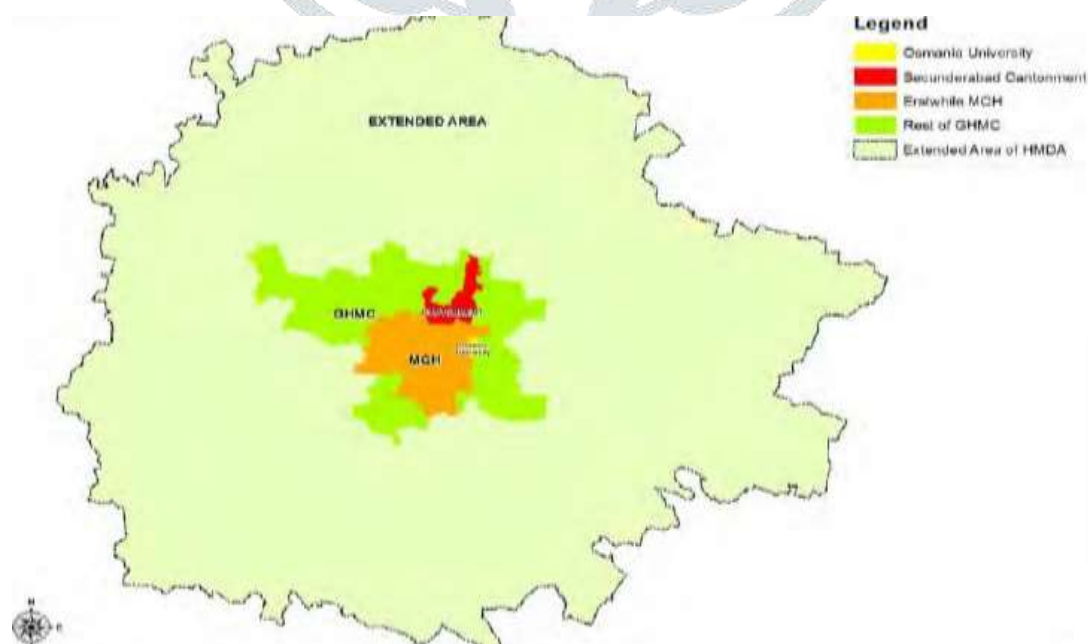 Legend
Osmania University
Secunderabad Cantonment
Erstwhile MCH
Rest of GHMC
Extended Area of HMDA
EXTENDED AREA
GHMC
MCH
N
E